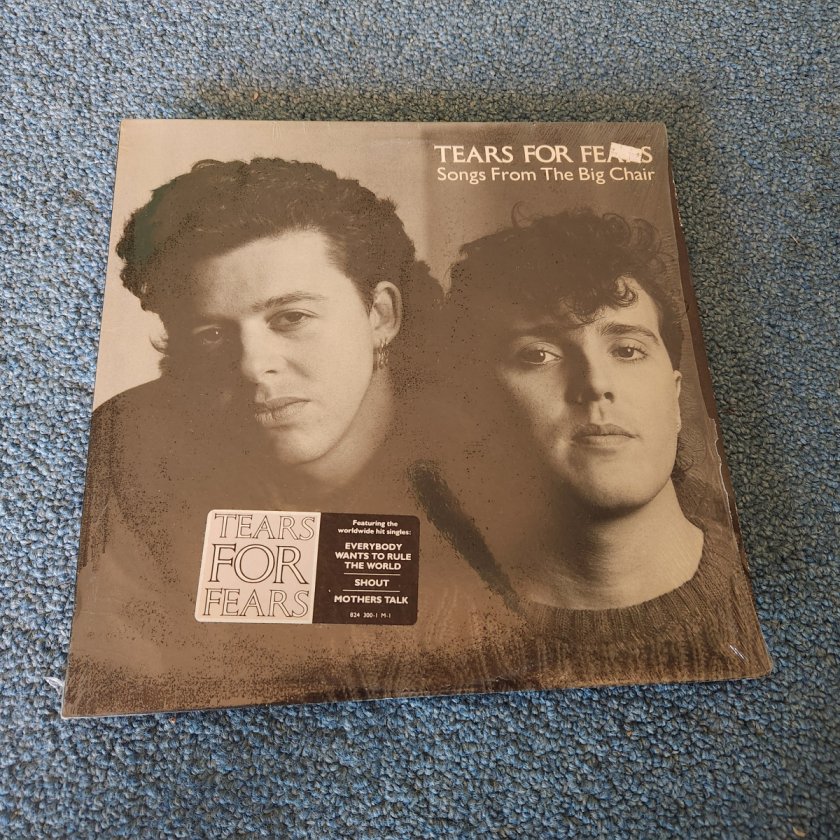 TEARS FOR FEARS
Songs From The Big Chair
TEARS
FOR
FEARS
Featuring the
worldwide hit singles:
EVERYBODY
WANTS TO RULE
THE WORLD
SHOUT
MOTHERS TALK
824 300-1 M-1